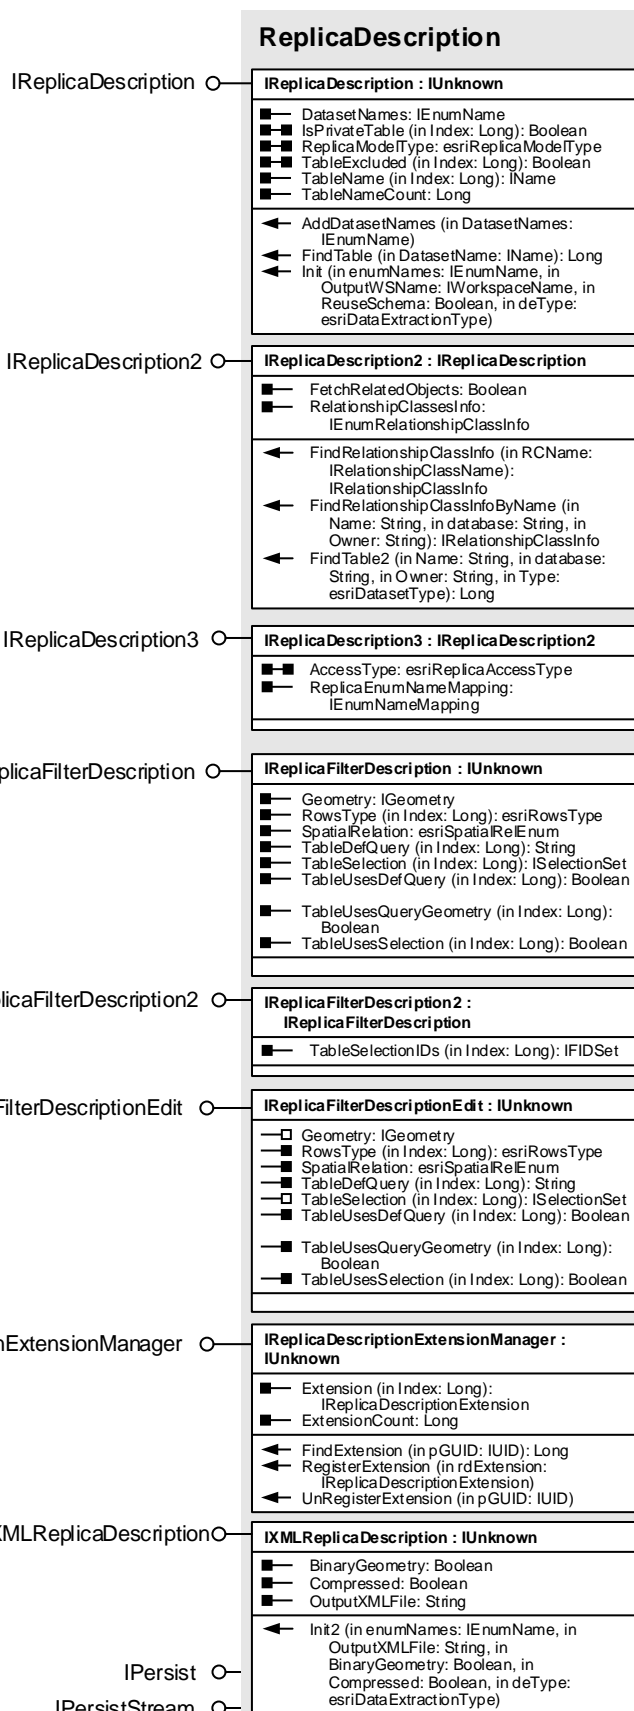 ReplicaDescription
IReplicaDescription
IReplicaDescription : IUnknown
DatasetNames: IEnumName
IsPrivateTable (in Index: Long): Boolean
ReplicaModelType: esriReplicaModelType
TableExcluded (in Index: Long): Boolean
TableName (in Index: Long): IName
TableNameCount: Long
AddDatasetNames (in DatasetNames:
IEnumName)
FindTable (in DatasetName: IName): Long
Init (in enumNames: IEnumName, in
OutputWSName: IWorkspaceName, in
ReuseSchema: Boolean, in deType:
esriDataExtractionType)
IReplicaDescription2
IReplicaDescription2 : IReplicaDescription
FetchRelatedObjects: Boolean
RelationshipClassesInfo:
IEnumRelationshipClassInfo
FindRelationshipClassInfo (in RCName:
IRelationshipClassName):
IRelationshipClassInfo
FindRelationshipClassInfoByName (in
Name: String, in database: String, in
Owner: String): IRelationshipClassInfo
FindTable2 (in Name: String, in database:
String, in Owner: String, in Type:
esriDatasetType): Long
IReplicaDescription3
IReplicaDescription3 : IReplicaDescription2
AccessType: esriReplicaAccessType
ReplicaEnumNameMapping:
IEnumNameMapping
plicaFilterDescription
IReplicaFilterDescription : IUnknown
Geometry: IGeometry
RowsType (in Index: Long): esriRowsType
SpatialRelation: esriSpatialRelEnum
TableDefQuery (in Index: Long): String
TableSelection (in Index: Long): ISelectionSet
TableUsesDefQuery (in Index: Long): Boolean
TableUsesQueryGeometry (in Index: Long):
Boolean
TableUsesSelection (in Index: Long): Boolean
licaFilterDescription2
IReplicaFilterDescription2 :
IReplicaFilterDescription
TableSelectionIDs (in Index: Long): IFIDSet
FilterDescriptionEdit
IReplicaFilterDescriptionEdit : IUnknown
Geometry: IGeometry
RowsType (in Index: Long): esriRowsType
SpatialRelation: esriSpatialRelEnum
TableDefQuery (in Index: Long): String
TableSelection (in Index: Long): ISelectionSet
TableUsesDefQuery (in Index: Long): Boolean
TableUsesQueryGeometry (in Index: Long):
Boolean
TableUsesSelection (in Index: Long): Boolean
nExtensionManager
IReplicaDescriptionExtensionManager :
IUnknown
Extension (in Index: Long):
IReplicaDescriptionExtension
ExtensionCount: Long
FindExtension (in pGUID: IUID): Long
RegisterExtension (in rdExtension:
IReplicaDescriptionExtension)
UnRegisterExtension (in pGUID: IUID)
XMLReplicaDescription
IXMLReplicaDescription : IUnknown
BinaryGeometry: Boolean
Compressed: Boolean
OutputXMLFile: String
Init2 (in enumNames: IEnumName, in
OutputXMLFile: String, in
BinaryGeometry: Boolean, in
Compressed: Boolean, in deType:
esriDataExtractionType)
IPersist
IPersistStream